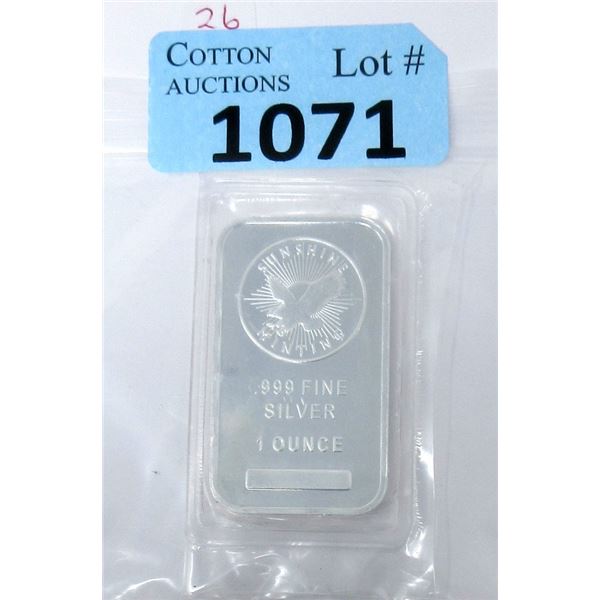 26
COTTON
AUCTIONS
Lot #
1071
SUNSHINE
MINTING
.999 FINE
SILVER
1 OUNCE